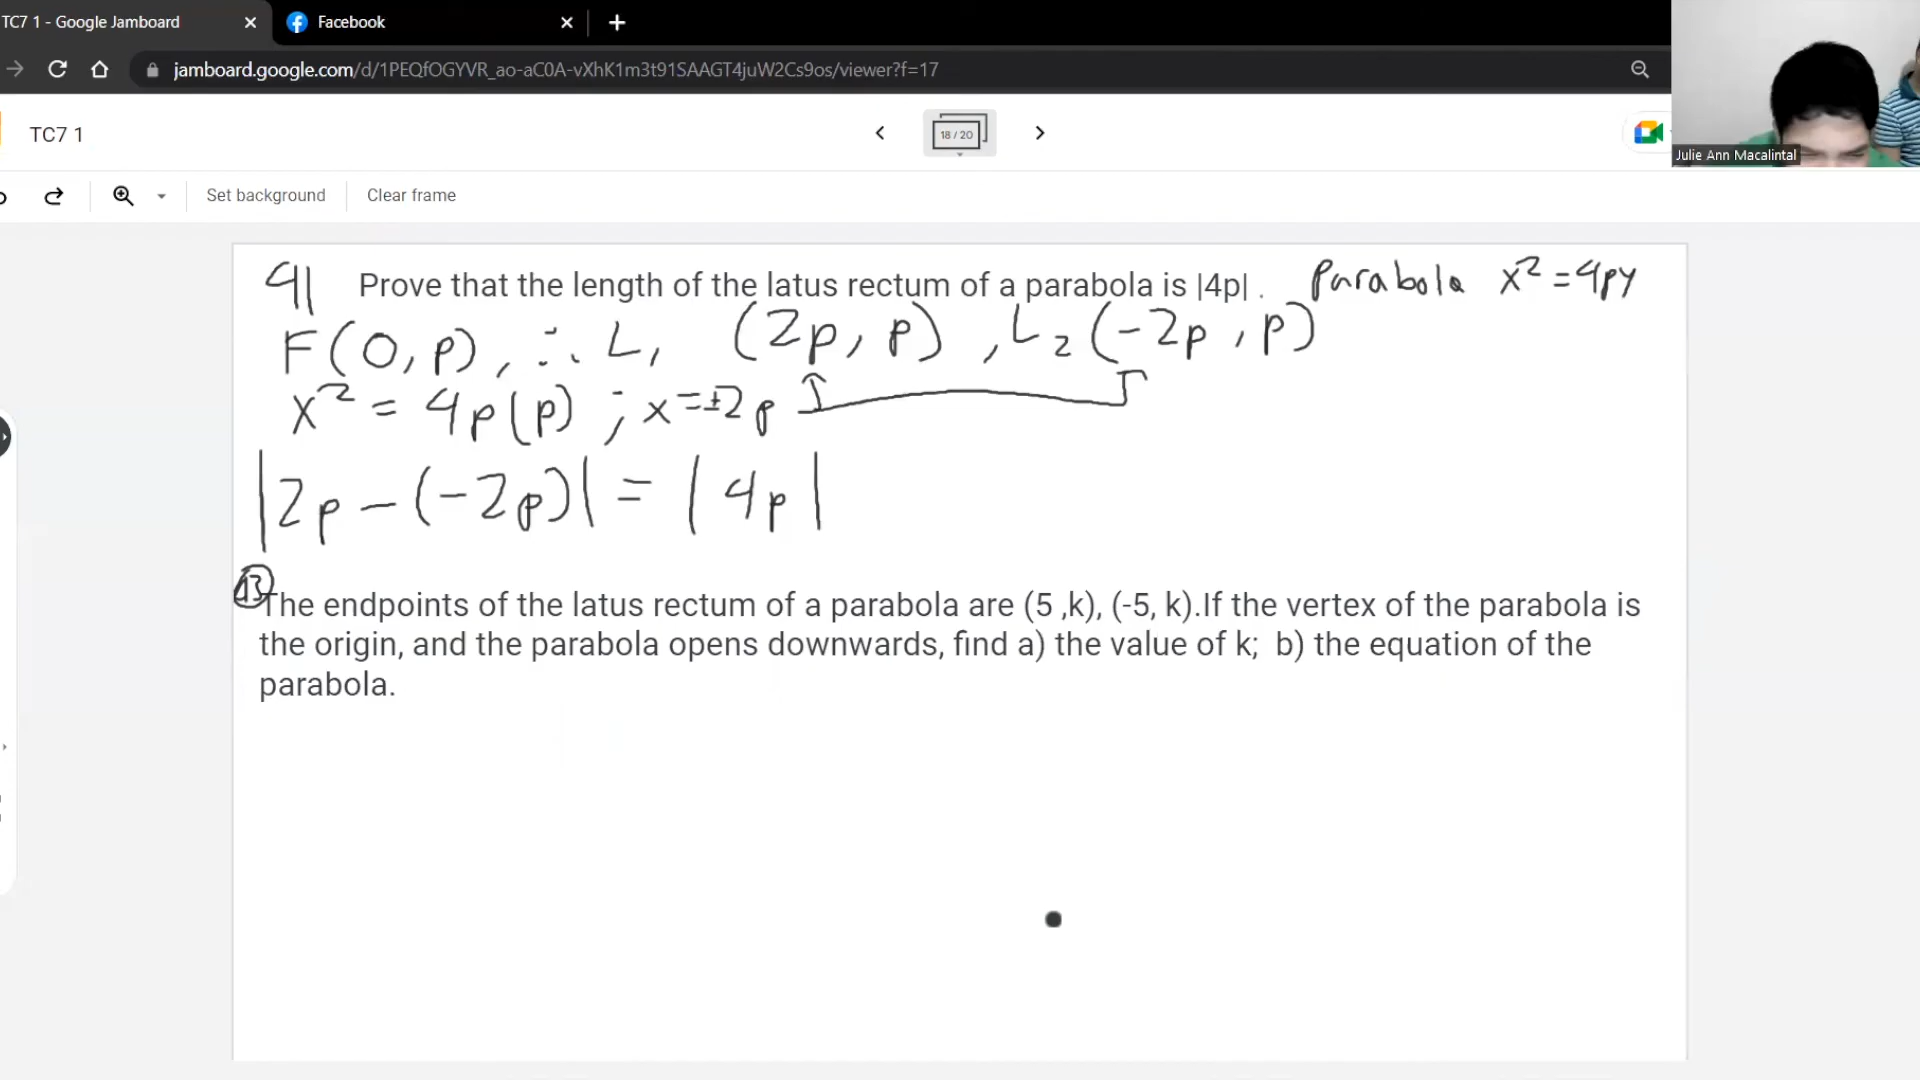 TC7 1 - Google Jamboard
Facebook
jamboard.google.com/d/1PEQfOGYVR_ao-aC0A-vXhK1m3t91SAAGT4juW2Cs9os/viewer?f=17
TC7 1
18 / 20
Julie Ann Macalintal
Set background
Clear frame
41 Prove that the length of the latus rectum of a parabola is |4p| . Parabola x² = 4py
F(0, p), ∴ L₁ (2p, p), L₂ (-2p, p)
x² = 4p(p) ; x = ±2p
|2p - (-2p)| = |4p|
13
The endpoints of the latus rectum of a parabola are (5 ,k), (-5, k).If the vertex of the parabola is
the origin, and the parabola opens downwards, find a) the value of k; b) the equation of the
parabola.